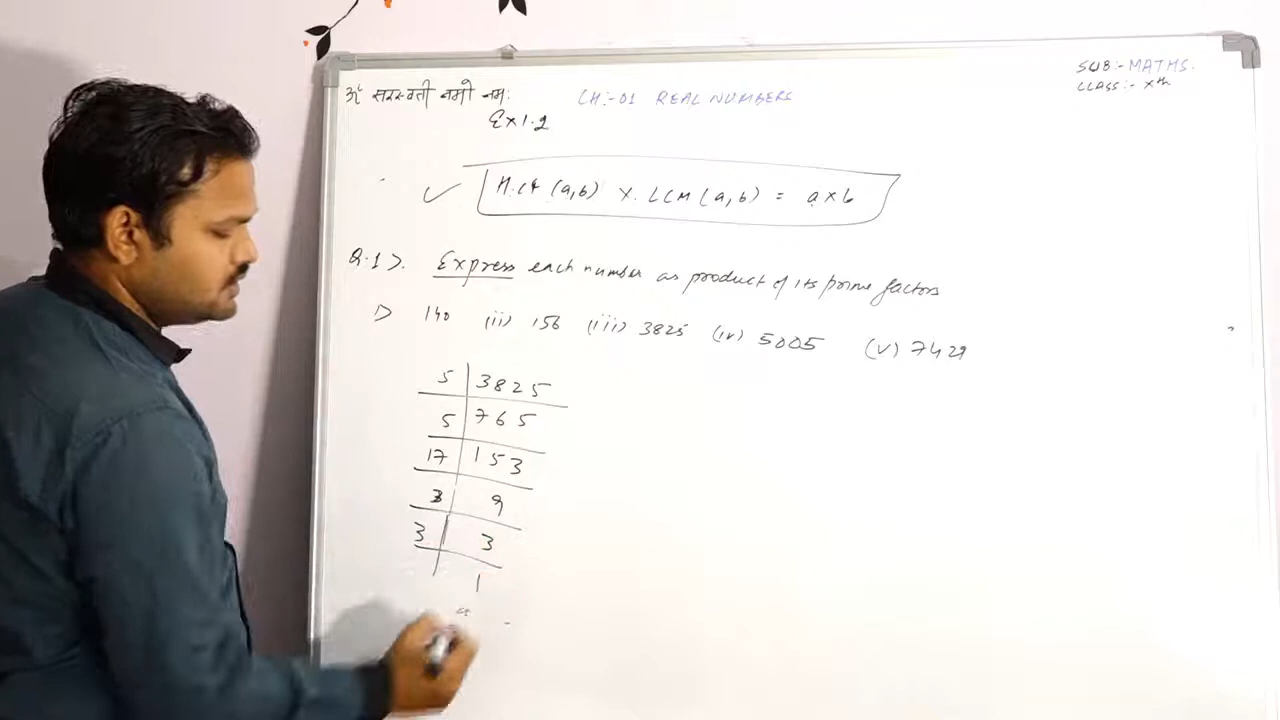 ॐ सरस्वती नमो नमः
CH:-01 REAL NUMBERS
SUB:- MATHS.
CLASS:- Xth
Ex1.2
H.cf (a,b) x. LCM (a,b) = a x b
Q.1>. Express each number as product of its prime factors
1) 140 (ii) 156 (iii) 3825 (iv) 5005 (v) 7429
5 3825
5 765
17 153
3 9
3 3
1